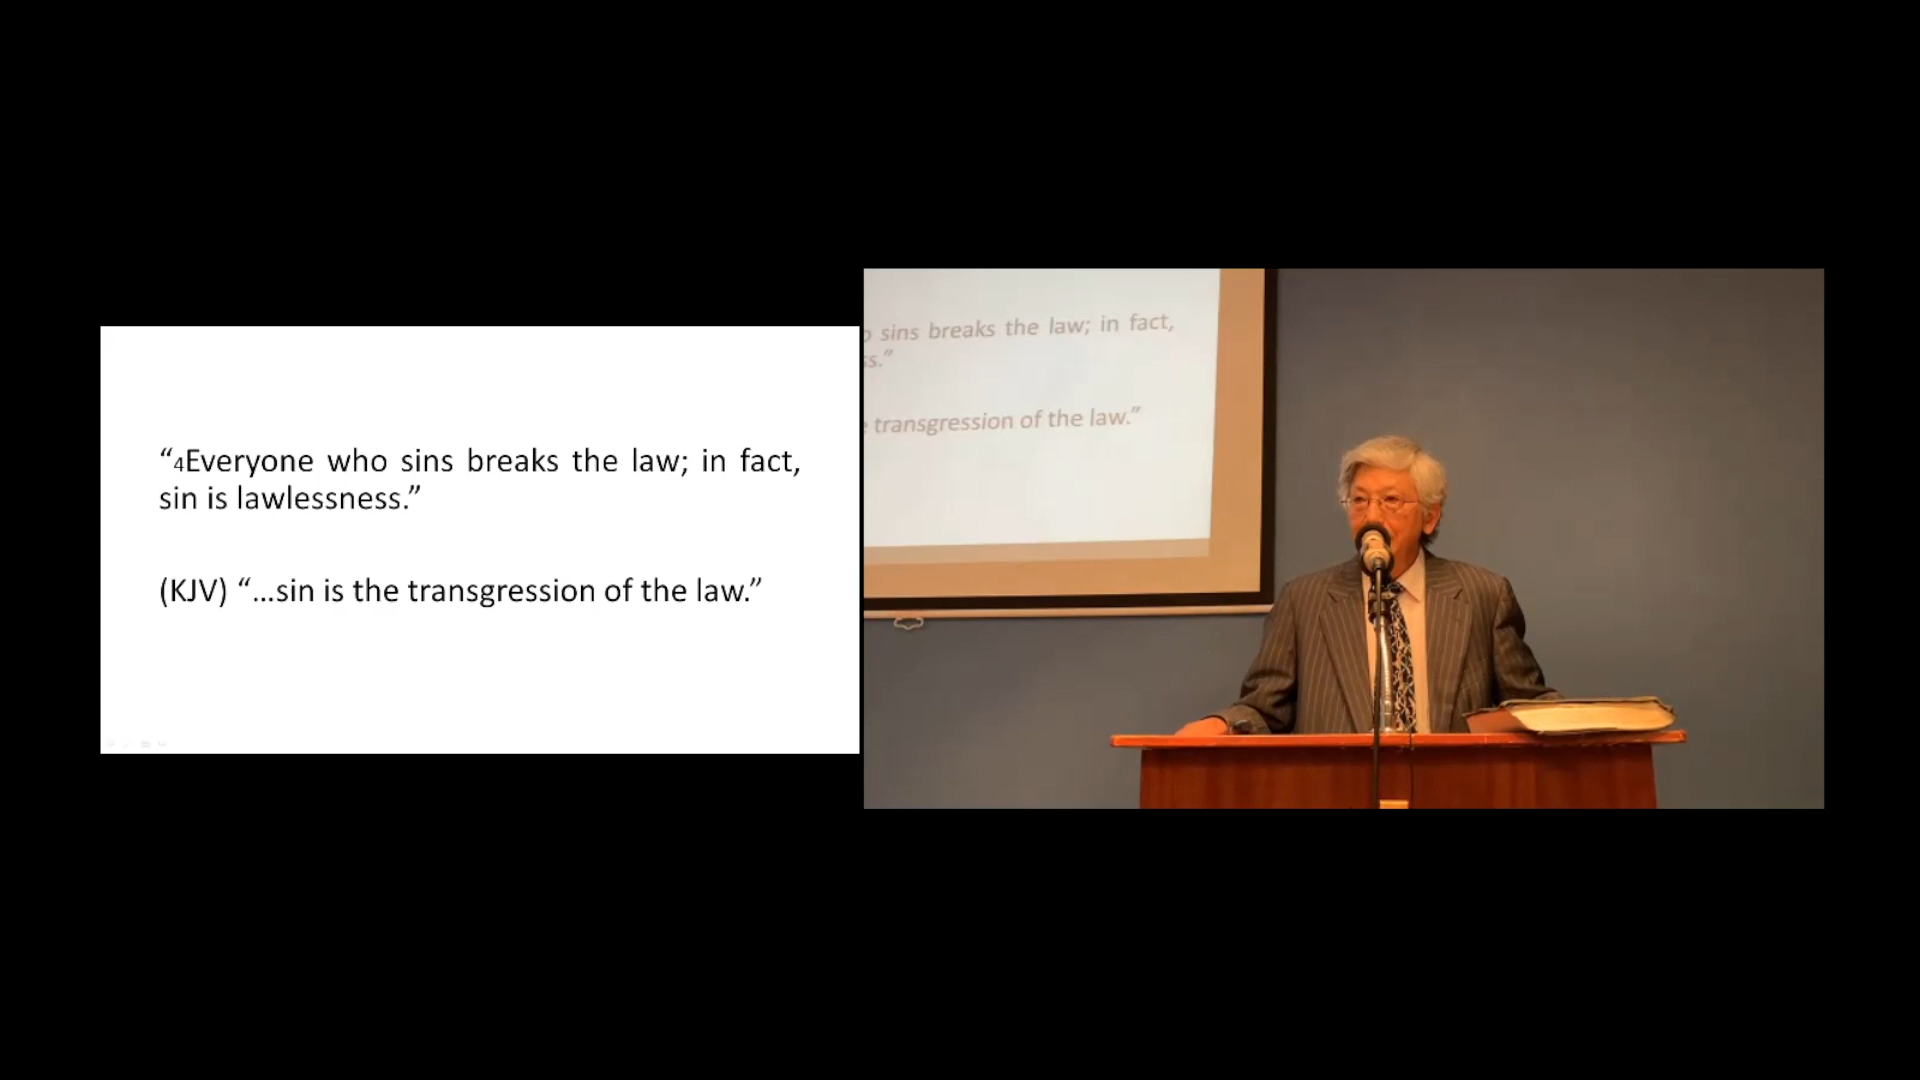 “4Everyone who sins breaks the law; in fact,
sin is lawlessness.”
(KJV) “...sin is the transgression of the law.”
sins breaks the law; in fact,
transgression of the law.”